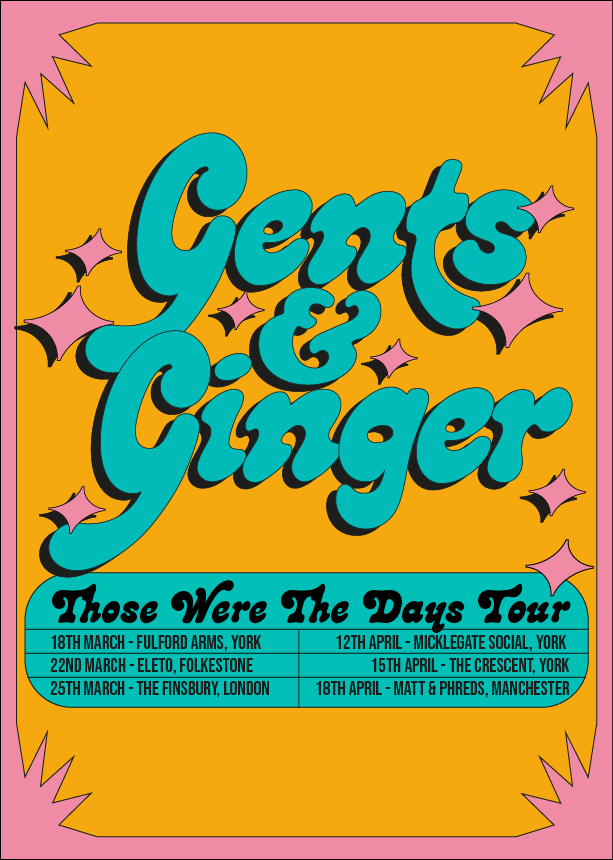 Gents
&
Ginger
Those Were The Days Tour
18TH MARCH - FULFORD ARMS, YORK
22ND MARCH - ELETO, FOLKESTONE
25TH MARCH - THE FINSBURY, LONDON
12TH APRIL - MICKLEGATE SOCIAL, YORK
15TH APRIL - THE CRESCENT, YORK
18TH APRIL - MATT & PHREDS, MANCHESTER